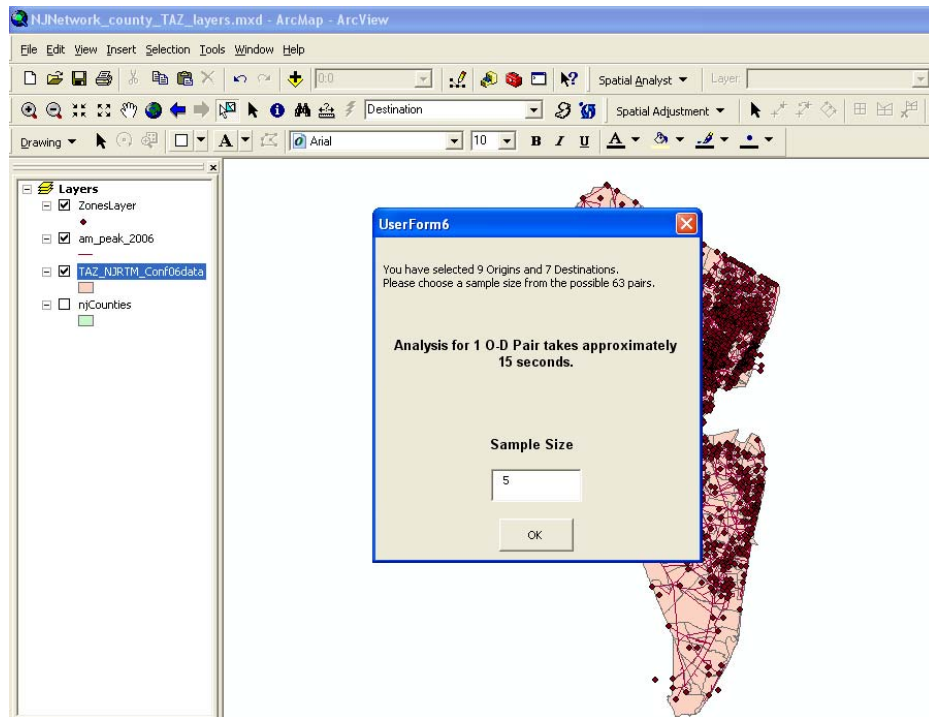 NJNetwork_county_TAZ_layers.mxd - ArcMap - ArcView
File Edit View Insert Selection Tools Window Help
0:0 Spatial Analyst Layer:
Destination Spatial Adjustment
Drawing A Arial 10 B I U A
Layers
ZonesLayer
am_peak_2006
TAZ_NJRTM_Conf06data
njCounties
UserForm6
You have selected 9 Origins and 7 Destinations.
Please choose a sample size from the possible 63 pairs.
Analysis for 1 O-D Pair takes approximately
15 seconds.
Sample Size
5
OK